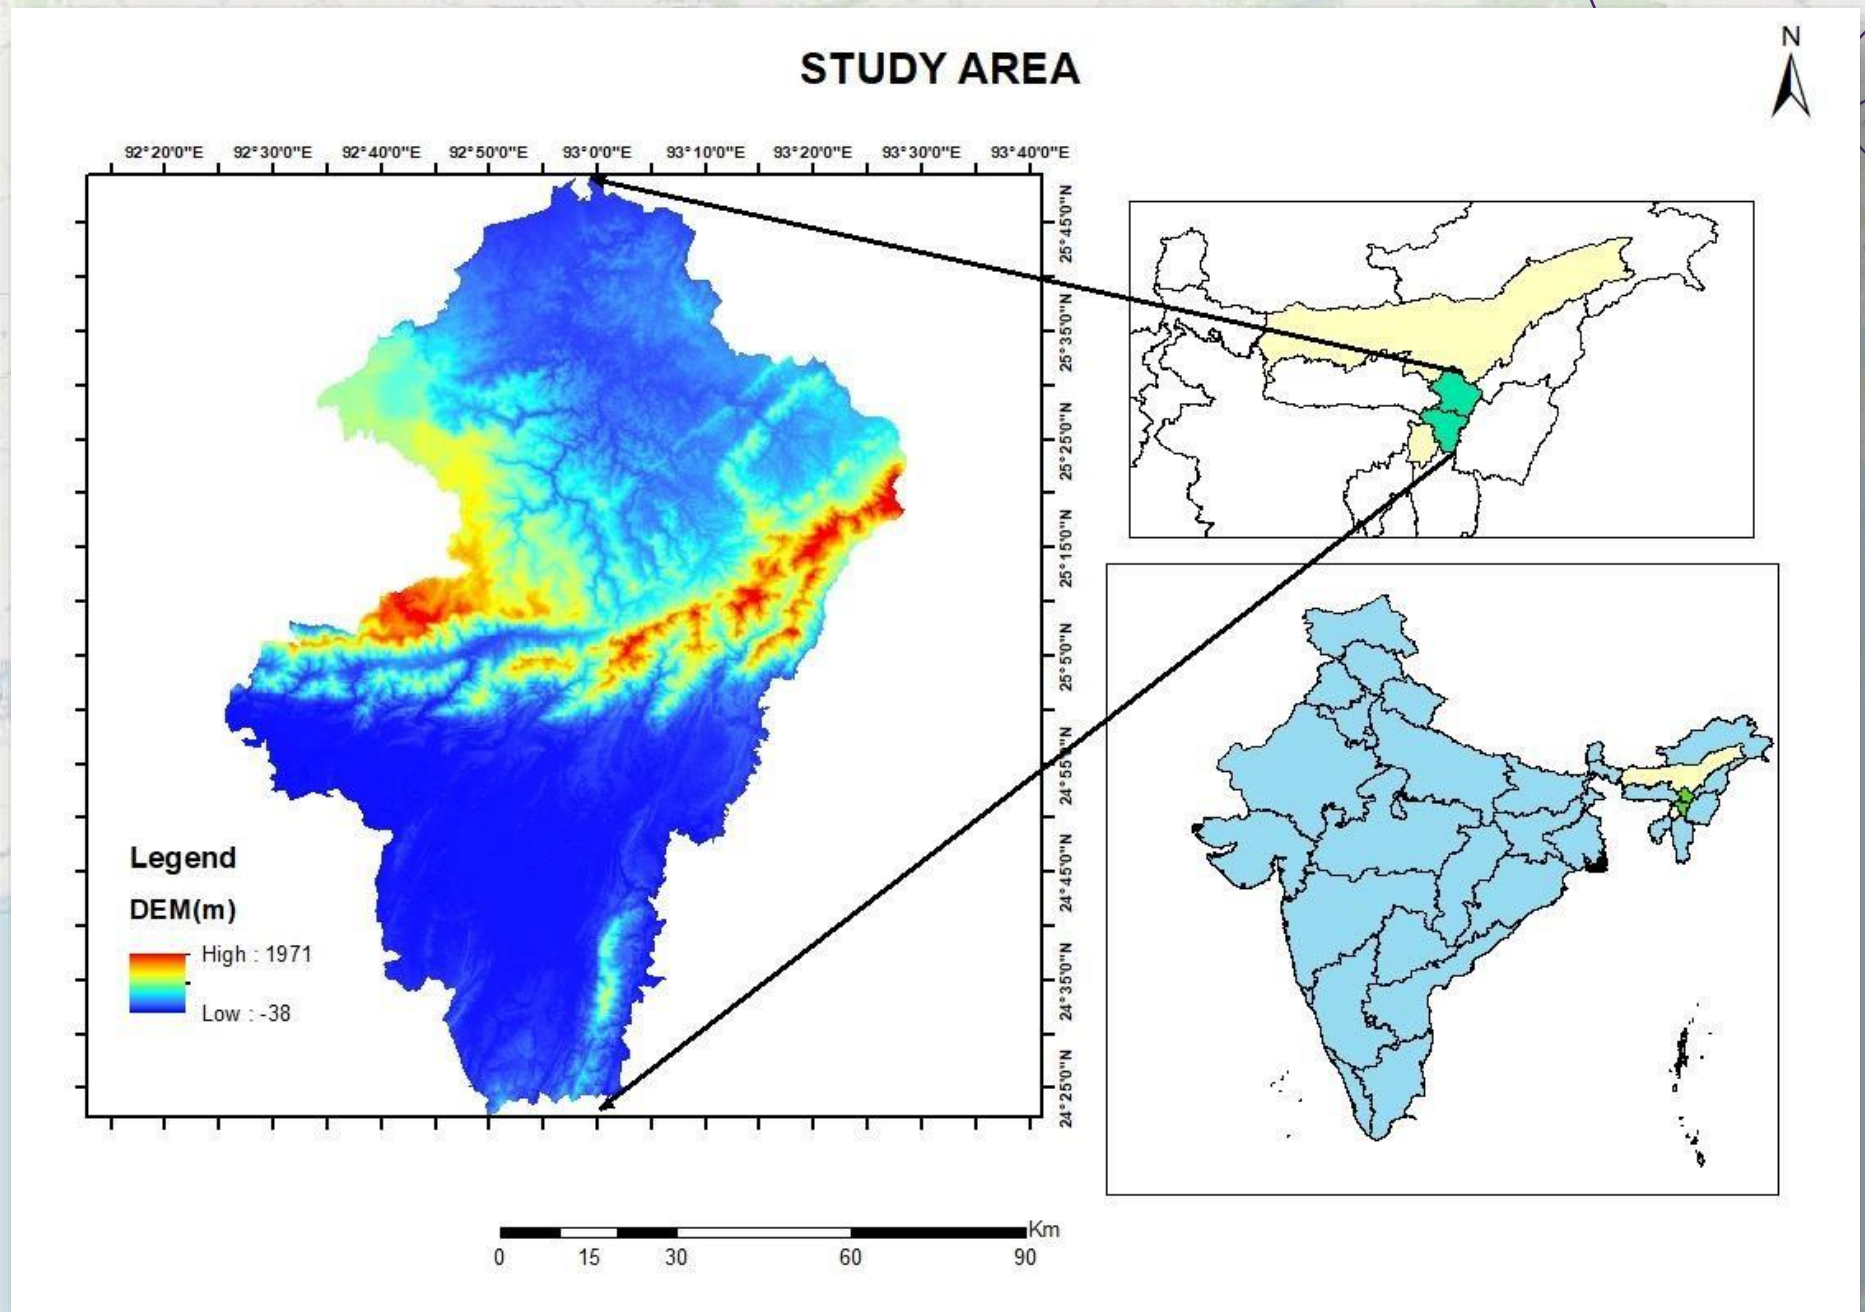 STUDY AREA
N
92°20'0"E 92°30'0"E 92°40'0"E 92°50'0"E 93°0'0"E 93°10'0"E 93°20'0"E 93°30'0"E 93°40'0"E
25°45'0"N
25°35'0"N
25°25'0"N
25°15'0"N
25°5'0"N
24°55'0"N
24°45'0"N
24°35'0"N
24°25'0"N
Legend
DEM(m)
High : 1971
Low : -38
Km
0 15 30 60 90